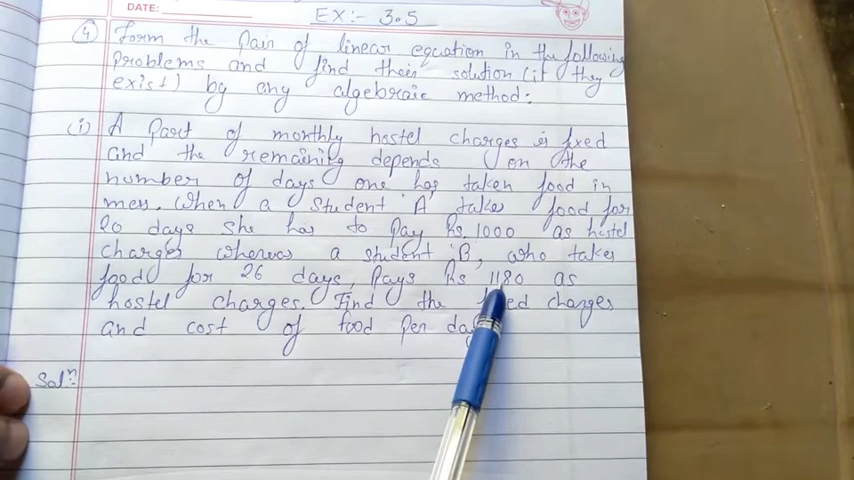 DATE:
EX:- 3.5
4 Form the Pair of linear equation in the following
problems and find their solution (if they
exist) by any algebraic method:
(i) A Part of monthly hostel charges is fixed
and the remaining depends on the
number of days one has taken food in
mess. When a student 'A' takes food for
20 days she has to pay Rs. 1000 as hostel
charges whereas a student 'B', who takes
food for 26 days, pays Rs 1180 as
hostel charges. Find the charges
and cost of food per
Solⁿ:-